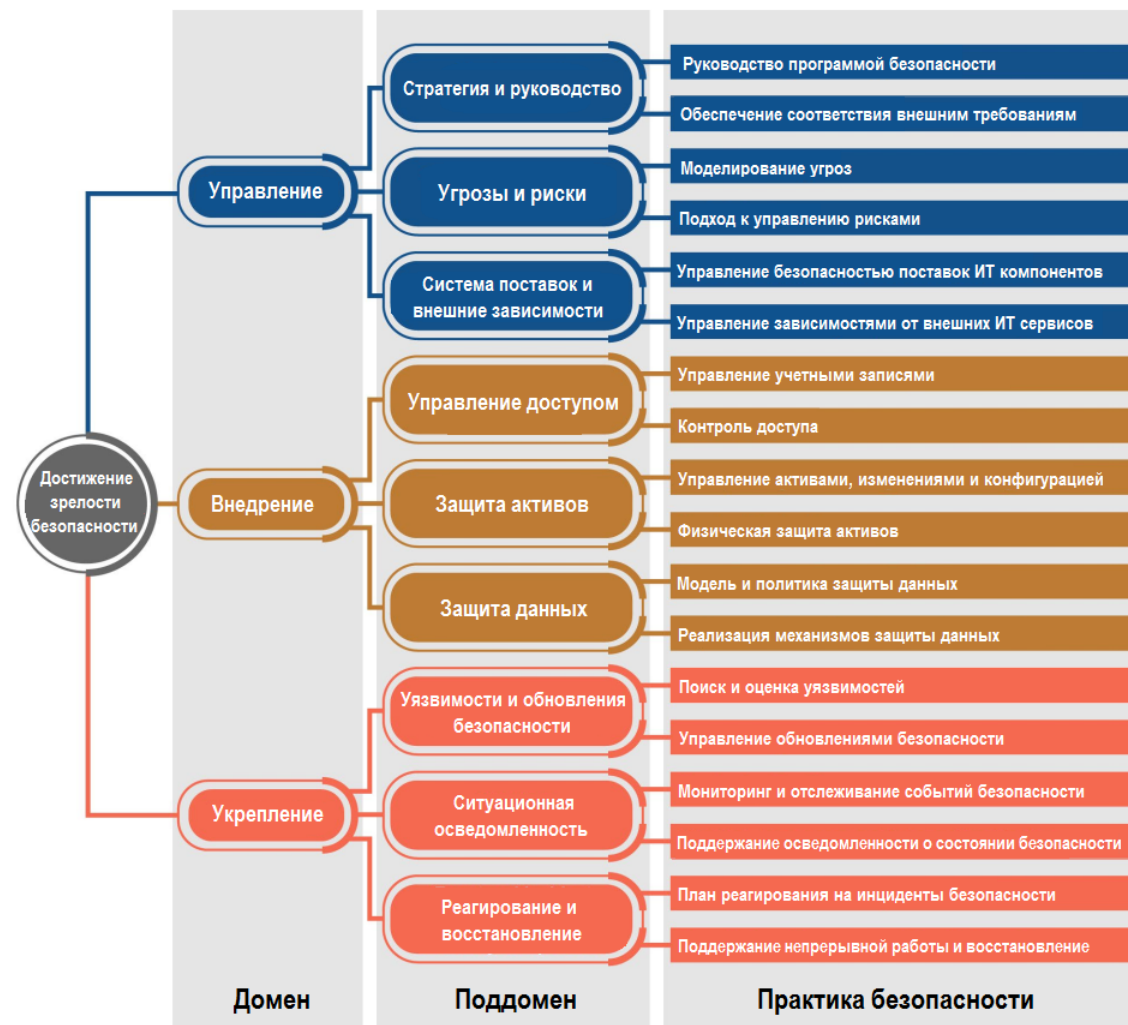 Достижение
зрелости
безопасности
Управление
Стратегия и руководство
Руководство программой безопасности
Обеспечение соответствия внешним требованиям
Угрозы и риски
Моделирование угроз
Подход к управлению рисками
Система поставок и
внешние зависимости
Управление безопасностью поставок ИТ компонентов
Управление зависимостями от внешних ИТ сервисов
Внедрение
Управление доступом
Управление учетными записями
Контроль доступа
Защита активов
Управление активами, изменениями и конфигурацией
Физическая защита активов
Защита данных
Модель и политика защиты данных
Реализация механизмов защиты данных
Укрепление
Уязвимости и обновления
безопасности
Поиск и оценка уязвимостей
Управление обновлениями безопасности
Ситуационная
осведомленность
Мониторинг и отслеживание событий безопасности
Поддержание осведомленности о состоянии безопасности
Реагирование и
восстановление
План реагирования на инциденты безопасности
Поддержание непрерывной работы и восстановление
Домен
Поддомен
Практика безопасности